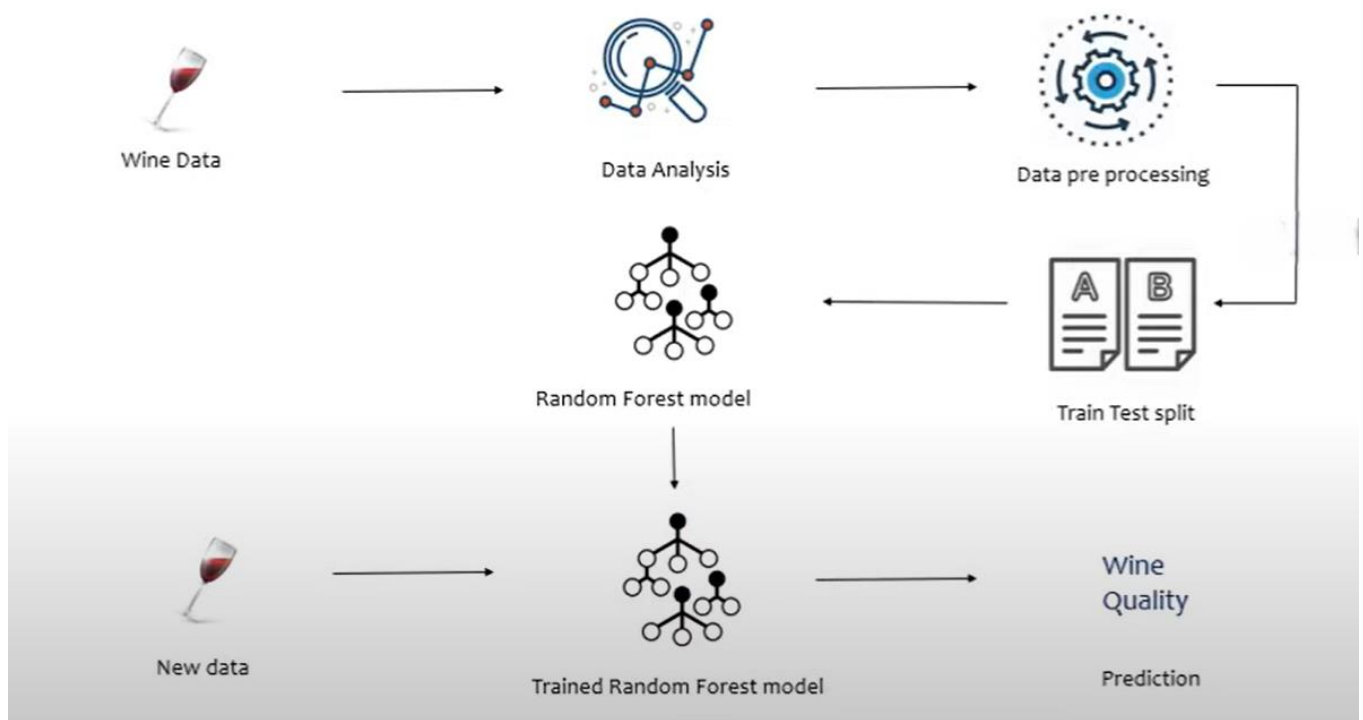 Wine Data
Data Analysis
Data pre processing
A
B
Random Forest model
Train Test split
Wine
Quality
New data
Trained Random Forest model
Prediction